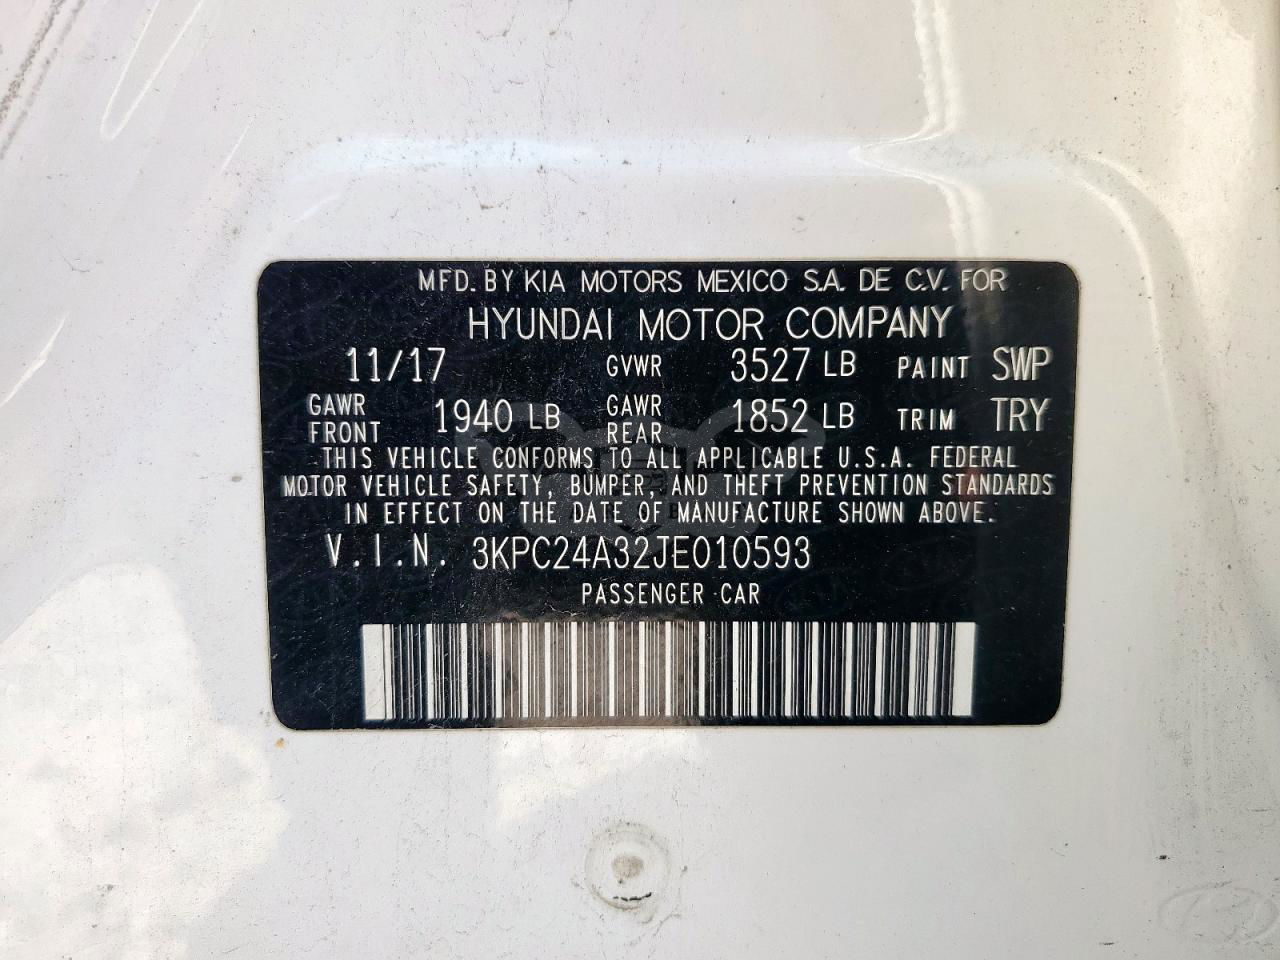 MFD. BY KIA MOTORS MEXICO S.A. DE C.V. FOR
HYUNDAI MOTOR COMPANY
11/17 GVWR 3527 LB PAINT SWP
GAWR FRONT 1940 LB GAWR REAR 1852 LB TRIM TRY
THIS VEHICLE CONFORMS TO ALL APPLICABLE U.S.A. FEDERAL
MOTOR VEHICLE SAFETY, BUMPER, AND THEFT PREVENTION STANDARDS
IN EFFECT ON THE DATE OF MANUFACTURE SHOWN ABOVE.
V.I.N. 3KPC24A32JE010593
PASSENGER CAR